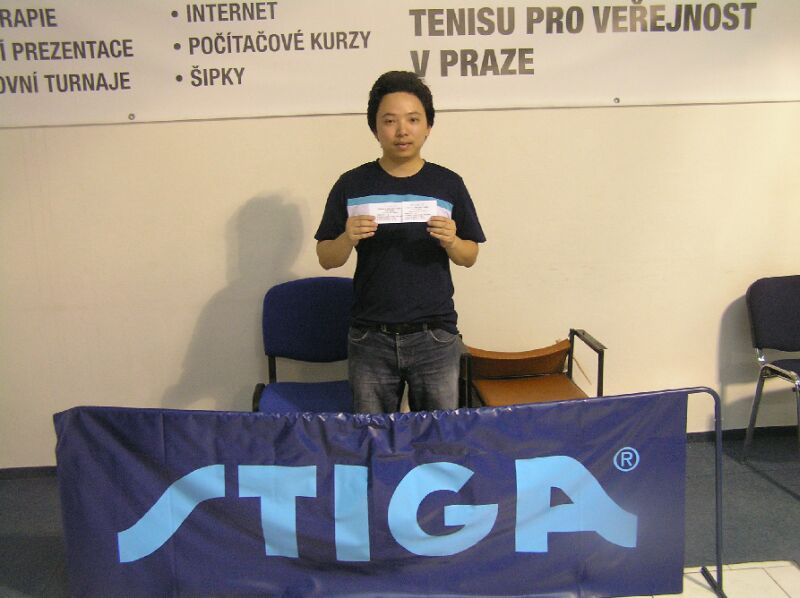 RAPIE
Í PREZENTACE
OVNÍ TURNAJE
• INTERNET
• POČÍTAČOVÉ KURZY
• ŠIPKY
TENISU PRO VEŘEJNOST
V PRAZE
STIGA®